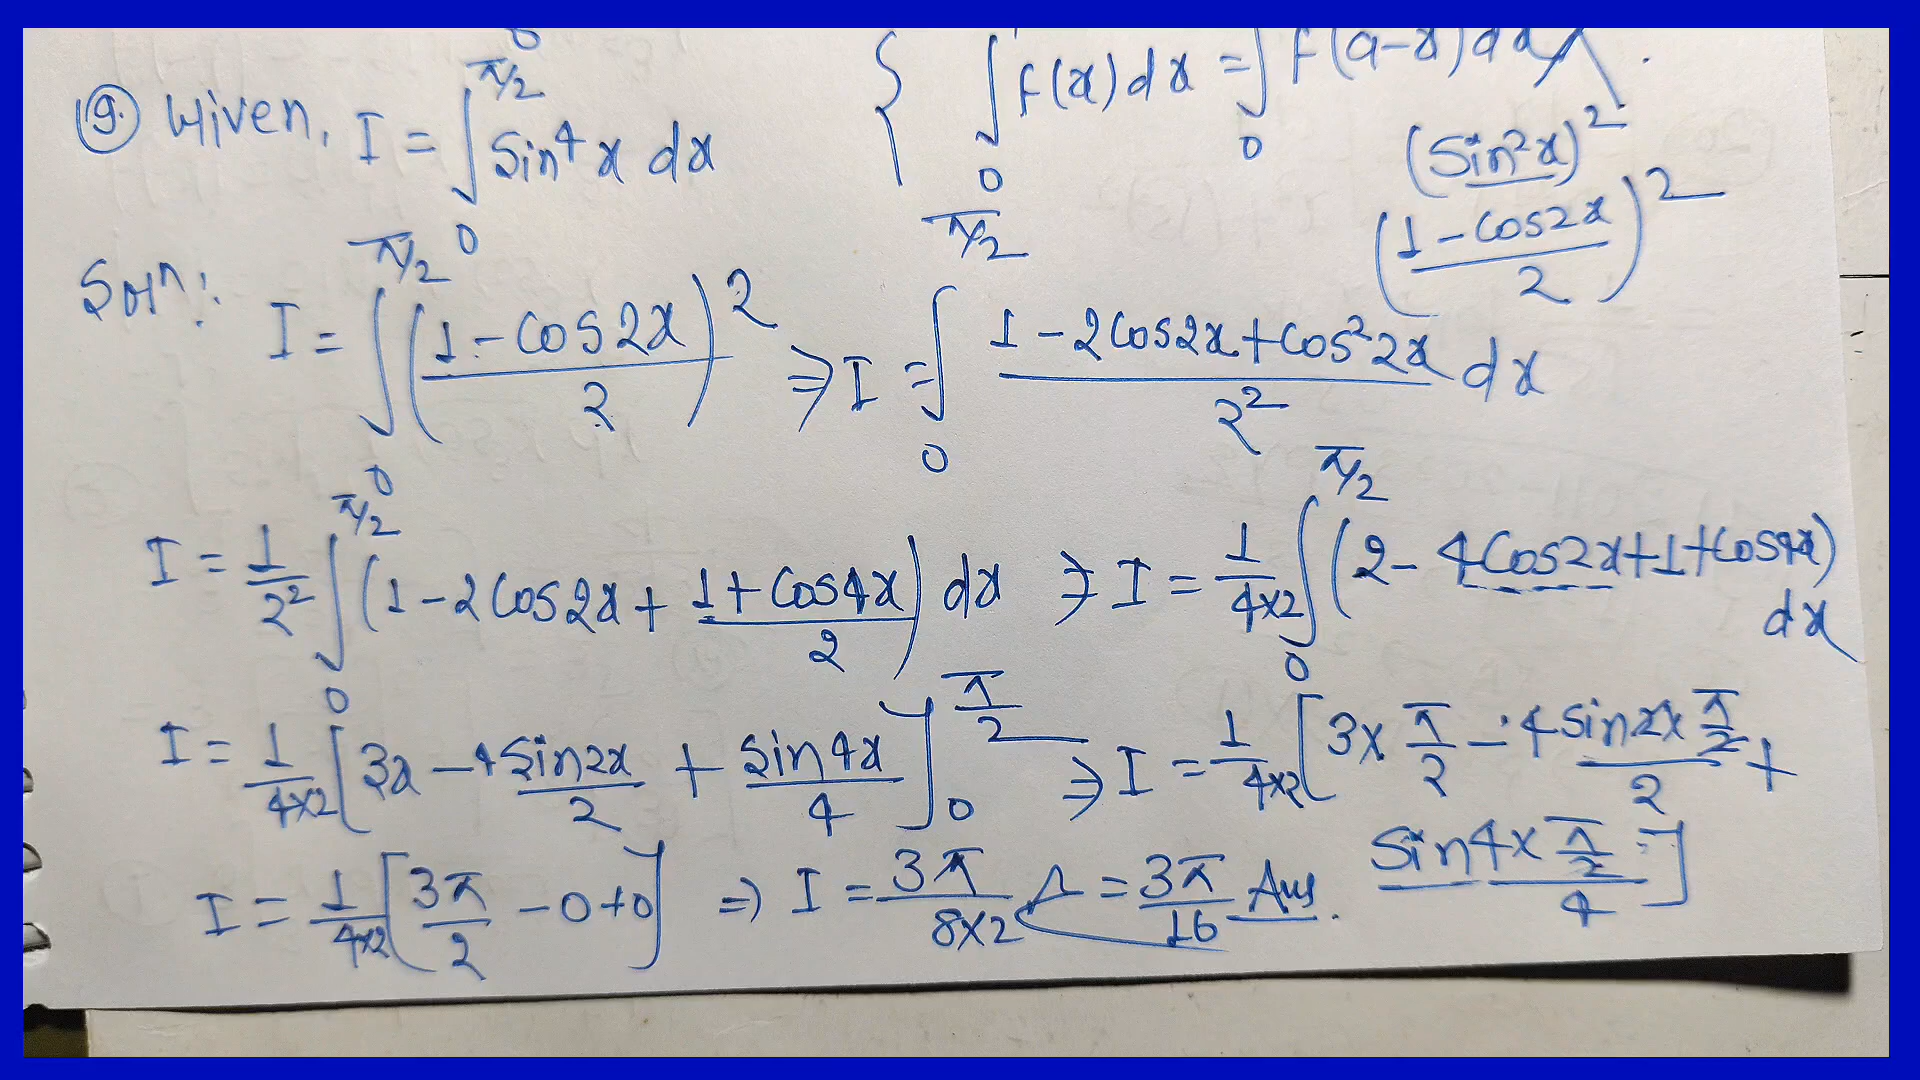 { ∫₀ f(x) dx = ∫₀ f(a-x) dx
9. Given, I = ∫₀^{π/2} Sin⁴x dx
(Sin²x)²
((1-Cos2x)/2)²
Solⁿ: I = ∫₀^{π/2} ((1-Cos2x)/2)² ⇒ I = ∫₀^{π/2} (1-2Cos2x+Cos²2x)/2² dx
I = 1/2² ∫₀^{π/2} (1-2Cos2x + (1+Cos4x)/2) dx ⇒ I = 1/(4×2) ∫₀^{π/2} (2-4Cos2x+1+Cos4x) dx
I = 1/(4×2) [3x - 4 Sin2x/2 + Sin4x/4]₀^{π/2} ⇒ I = 1/(4×2) [3×π/2 - 4 Sin2×π/2 /2 + Sin4×π/2 /4]
I = 1/(4×2) [3π/2 - 0+0] ⇒ I = 3π/(8×2) = 3π/16 Ans.